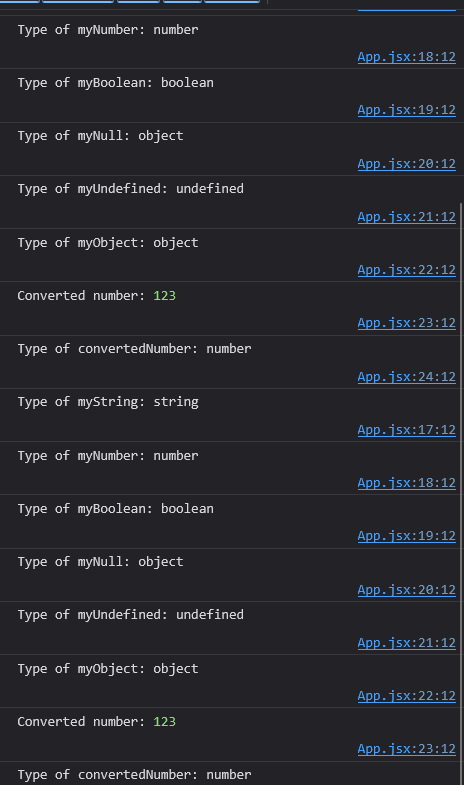 Type of myNumber: number
App.jsx:18:12
Type of myBoolean: boolean
App.jsx:19:12
Type of myNull: object
App.jsx:20:12
Type of myUndefined: undefined
App.jsx:21:12
Type of myObject: object
App.jsx:22:12
Converted number: 123
App.jsx:23:12
Type of convertedNumber: number
App.jsx:24:12
Type of myString: string
App.jsx:17:12
Type of myNumber: number
App.jsx:18:12
Type of myBoolean: boolean
App.jsx:19:12
Type of myNull: object
App.jsx:20:12
Type of myUndefined: undefined
App.jsx:21:12
Type of myObject: object
App.jsx:22:12
Converted number: 123
App.jsx:23:12
Type of convertedNumber: number